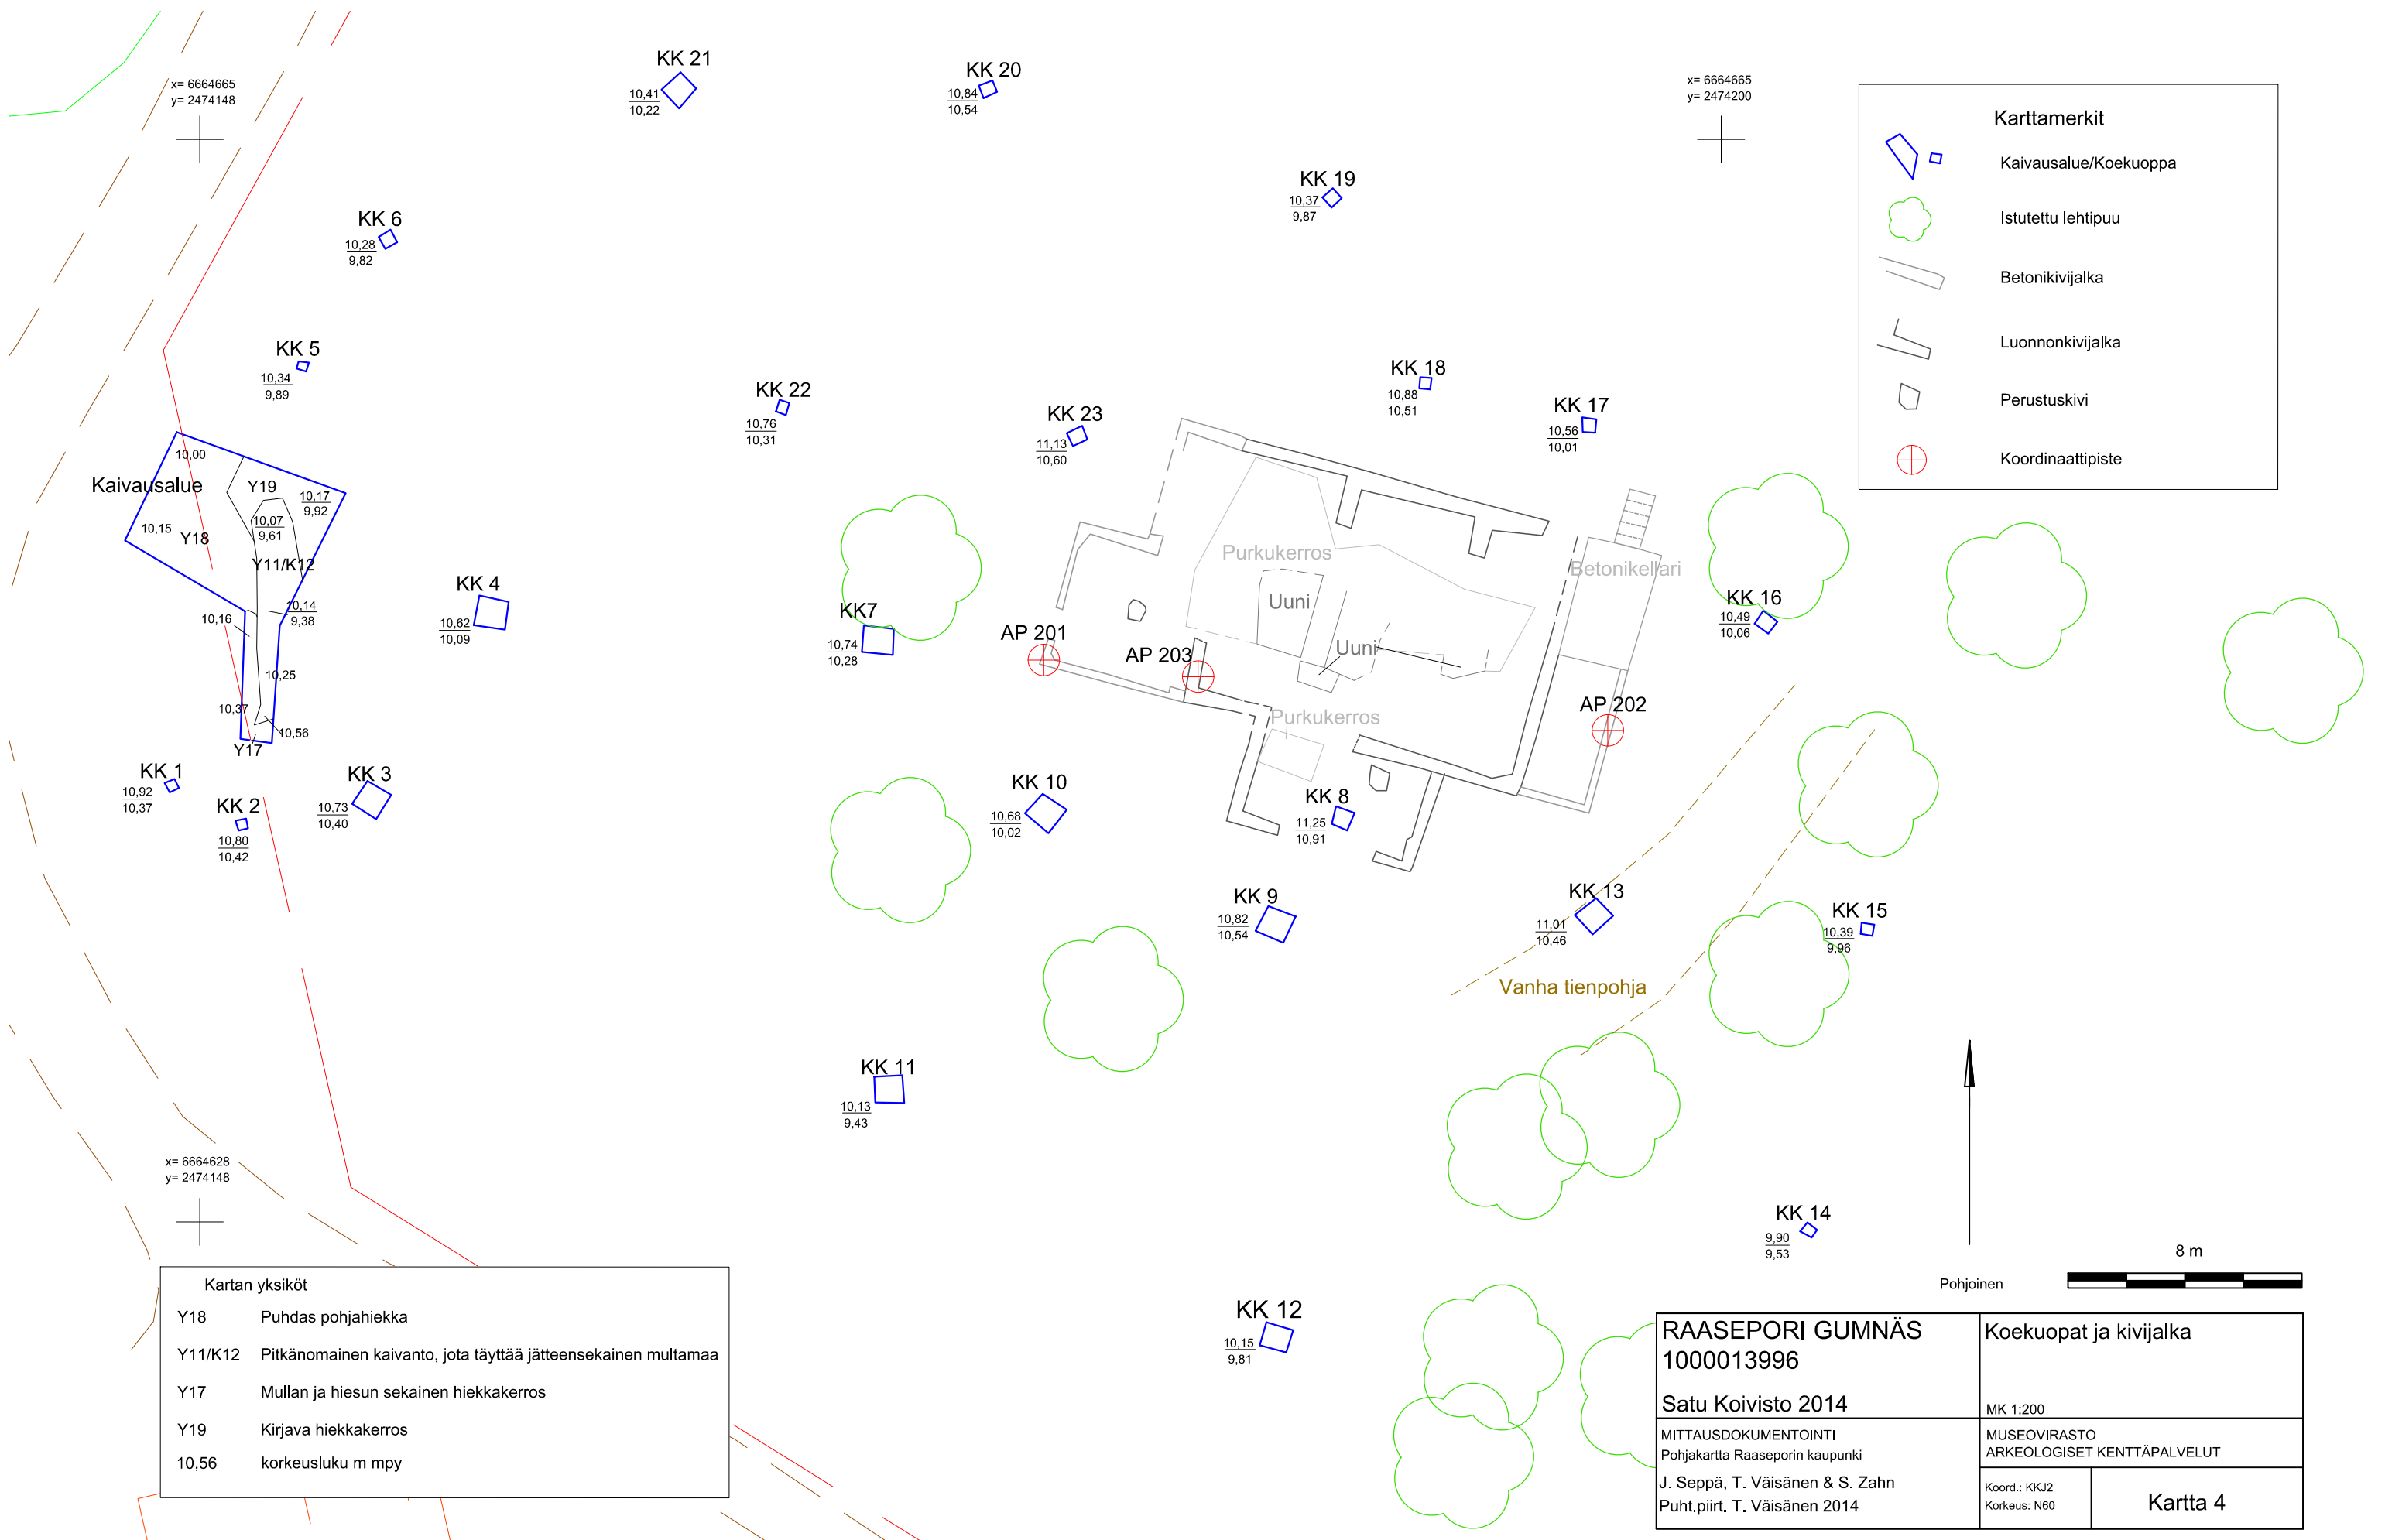 x= 6664665
y= 2474148
KK 21
10,41
10,22
KK 20
10,84
10,54
x= 6664665
y= 2474200
KK 19
10,37
9,87
KK 6
10,28
9,82
KK 5
10,34
9,89
KK 22
10,76
10,31
KK 23
11,13
10,60
KK 18
10,88
10,51
KK 17
10,56
10,01
Karttamerkit
Kaivausalue/Koekuoppa
Istutettu lehtipuu
Betonikivijalka
Luonnonkivijalka
Perustuskivi
Koordinaattipiste
Kaivausalue
10,00
Y19
10,17
9,92
10,15
Y18
10,07
9,61
Y11/K12
10,14
9,38
10,16
10,25
10,37
10,56
Y17
KK 4
10,62
10,09
KK7
10,74
10,28
AP 201
AP 203
Purkukerros
Uuni
Uuni
Purkukerros
Betonikellari
AP 202
KK 16
10,49
10,06
KK 1
10,92
10,37
KK 2
10,80
10,42
KK 3
10,73
10,40
KK 10
10,68
10,02
KK 8
11,25
10,91
KK 9
10,82
10,54
KK 13
11,01
10,46
KK 15
10,39
9,96
Vanha tienpohja
KK 11
10,13
9,43
x= 6664628
y= 2474148
KK 14
9,90
9,53
KK 12
10,15
9,81
Pohjoinen
8 m
Kartan yksiköt
Y18 Puhdas pohjahiekka
Y11/K12 Pitkänomainen kaivanto, jota täyttää jätteensekainen multamaa
Y17 Mullan ja hiesun sekainen hiekkakerros
Y19 Kirjava hiekkakerros
10,56 korkeusluku m mpy
RAASEPORI GUMNÄS
1000013996
Satu Koivisto 2014
Koekuopat ja kivijalka
MK 1:200
MITTAUSDOKUMENTOINTI
Pohjakartta Raaseporin kaupunki
J. Seppä, T. Väisänen & S. Zahn
Puht.piirt. T. Väisänen 2014
MUSEOVIRASTO
ARKEOLOGISET KENTTÄPALVELUT
Koord.: KKJ2
Korkeus: N60
Kartta 4